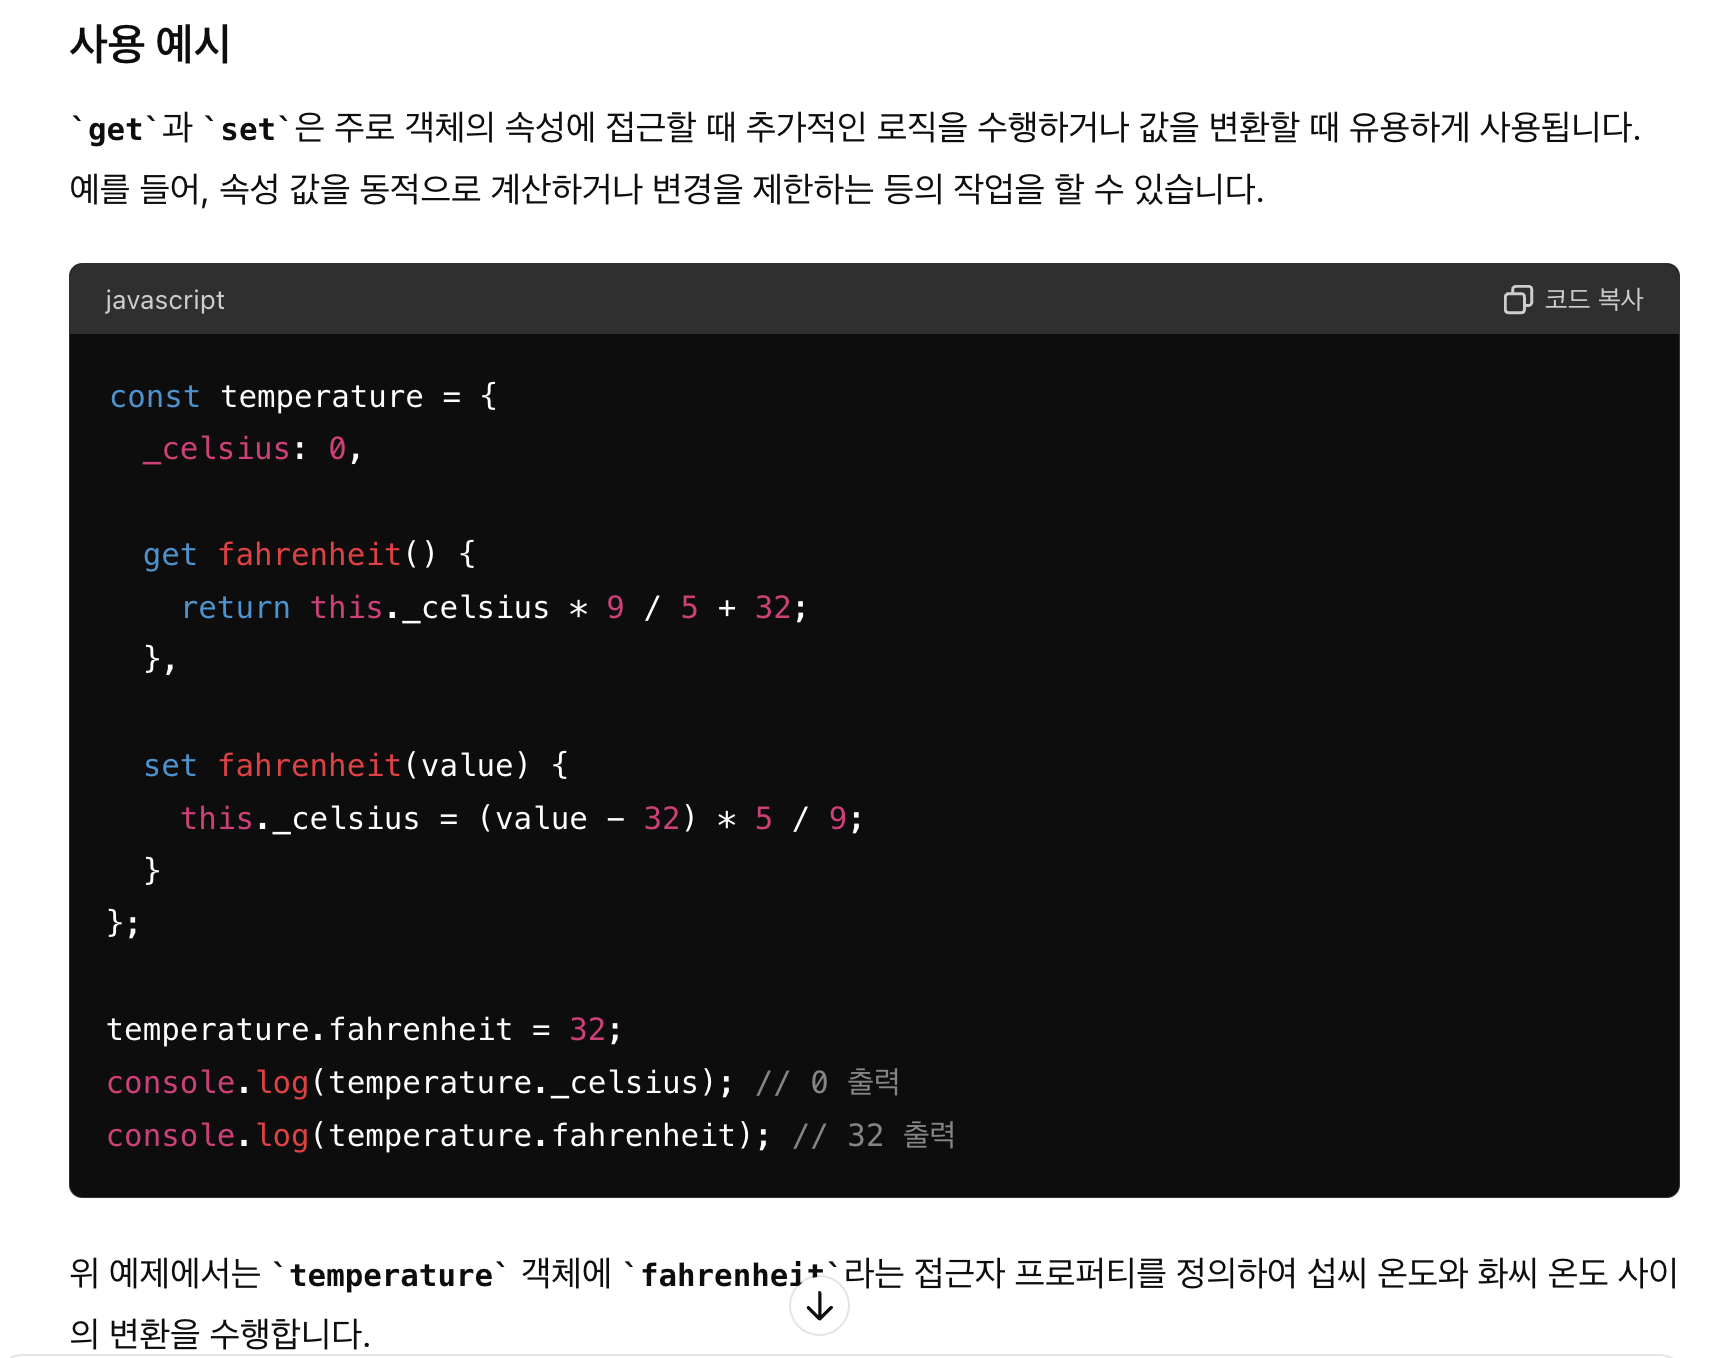 사용 예시
`get`과 `set`은 주로 객체의 속성에 접근할 때 추가적인 로직을 수행하거나 값을 변환할 때 유용하게 사용됩니다.
예를 들어, 속성 값을 동적으로 계산하거나 변경을 제한하는 등의 작업을 할 수 있습니다.
javascript
코드 복사
const temperature = {
  _celsius: 0,

  get fahrenheit() {
    return this._celsius * 9 / 5 + 32;
  },

  set fahrenheit(value) {
    this._celsius = (value - 32) * 5 / 9;
  }
};

temperature.fahrenheit = 32;
console.log(temperature._celsius); // 0 출력
console.log(temperature.fahrenheit); // 32 출력
위 예제에서는 `temperature` 객체에 `fahrenheit`라는 접근자 프로퍼티를 정의하여 섭씨 온도와 화씨 온도 사이
의 변환을 수행합니다.